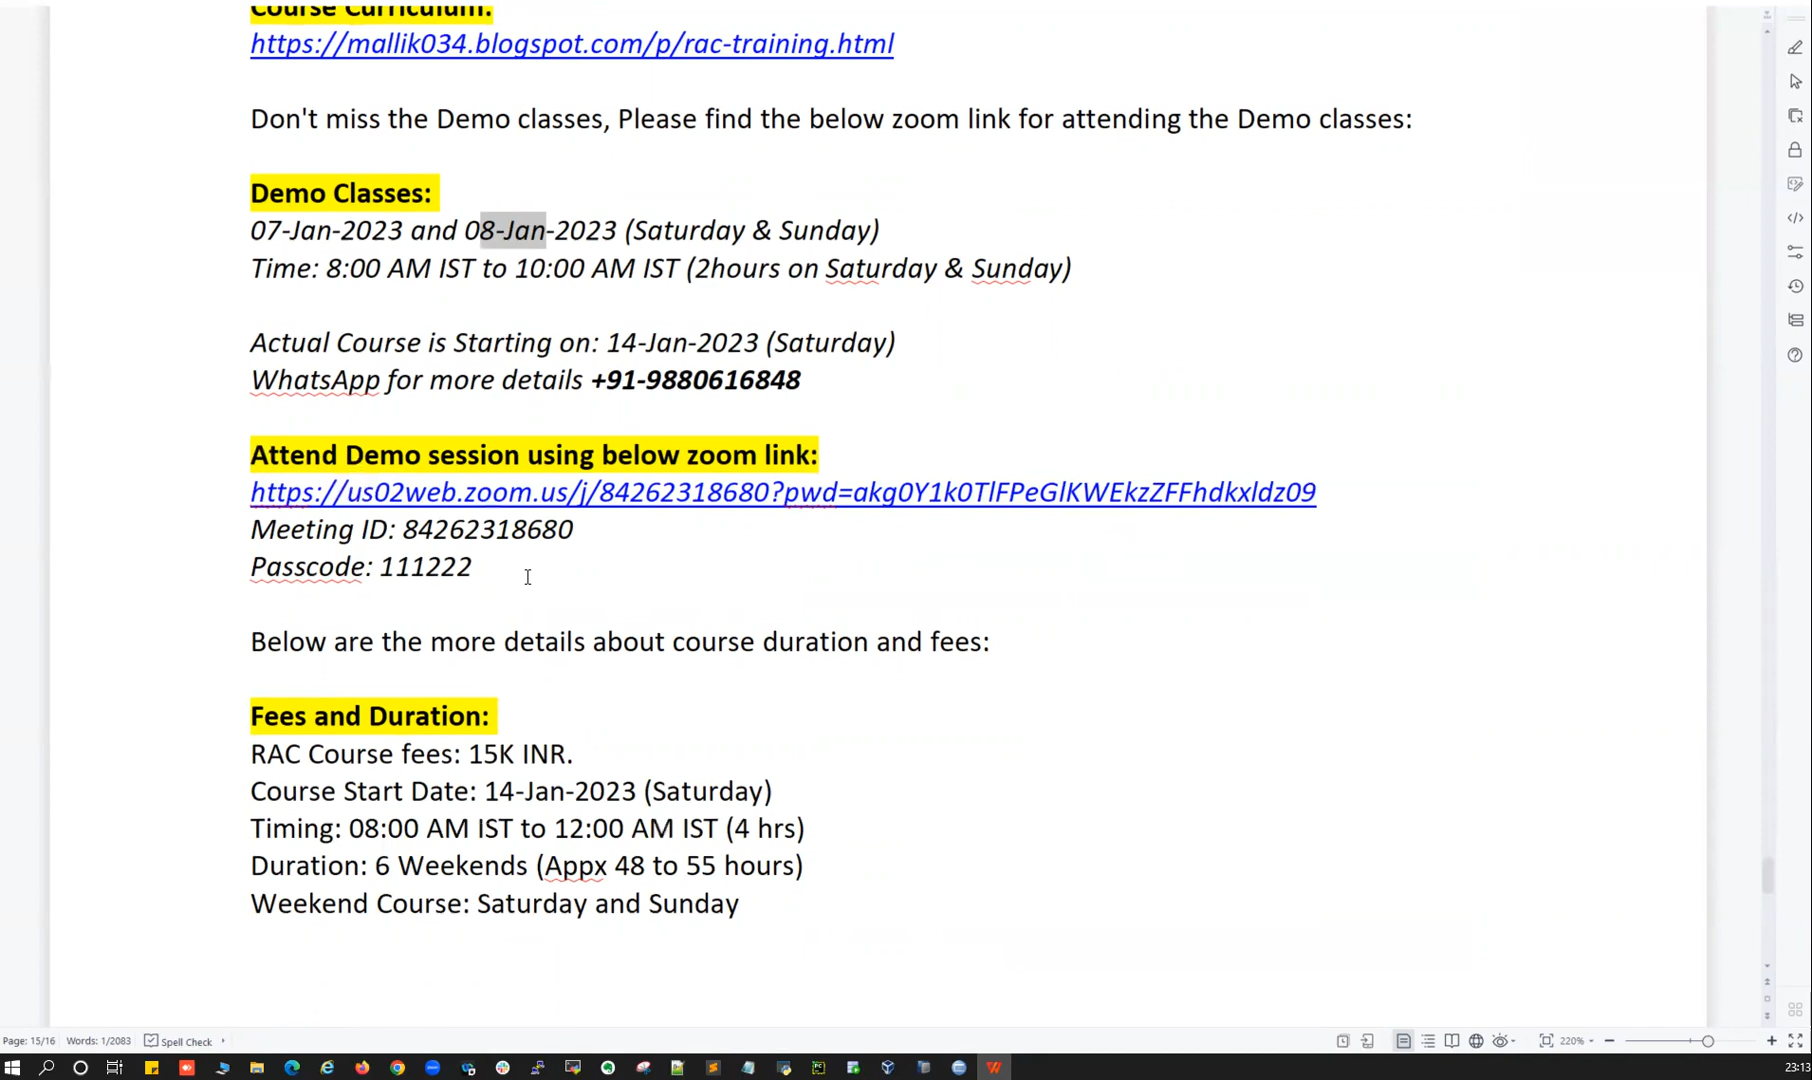 Course Curriculum:
https://mallik034.blogspot.com/p/rac-training.html
Don't miss the Demo classes, Please find the below zoom link for attending the Demo classes:
Demo Classes:
07-Jan-2023 and 08-Jan-2023 (Saturday & Sunday)
Time: 8:00 AM IST to 10:00 AM IST (2hours on Saturday & Sunday)
Actual Course is Starting on: 14-Jan-2023 (Saturday)
WhatsApp for more details +91-9880616848
Attend Demo session using below zoom link:
https://us02web.zoom.us/j/84262318680?pwd=akg0Y1k0TlFPeGlKWEkzZFFhdkxldz09
Meeting ID: 84262318680
Passcode: 111222
Below are the more details about course duration and fees:
Fees and Duration:
RAC Course fees: 15K INR.
Course Start Date: 14-Jan-2023 (Saturday)
Timing: 08:00 AM IST to 12:00 AM IST (4 hrs)
Duration: 6 Weekends (Appx 48 to 55 hours)
Weekend Course: Saturday and Sunday
Page: 15/16 Words: 1/2083 Spell Check 220%
23:13